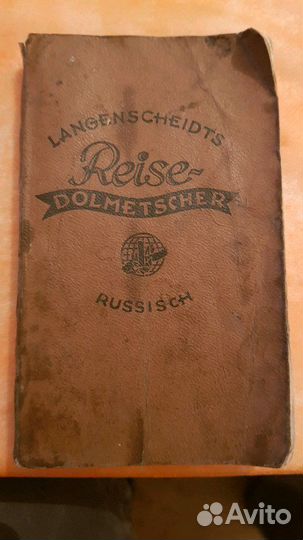 LANGENSCHEIDTS
Reise-
DOLMETSCHER
RUSSISCH
Avito